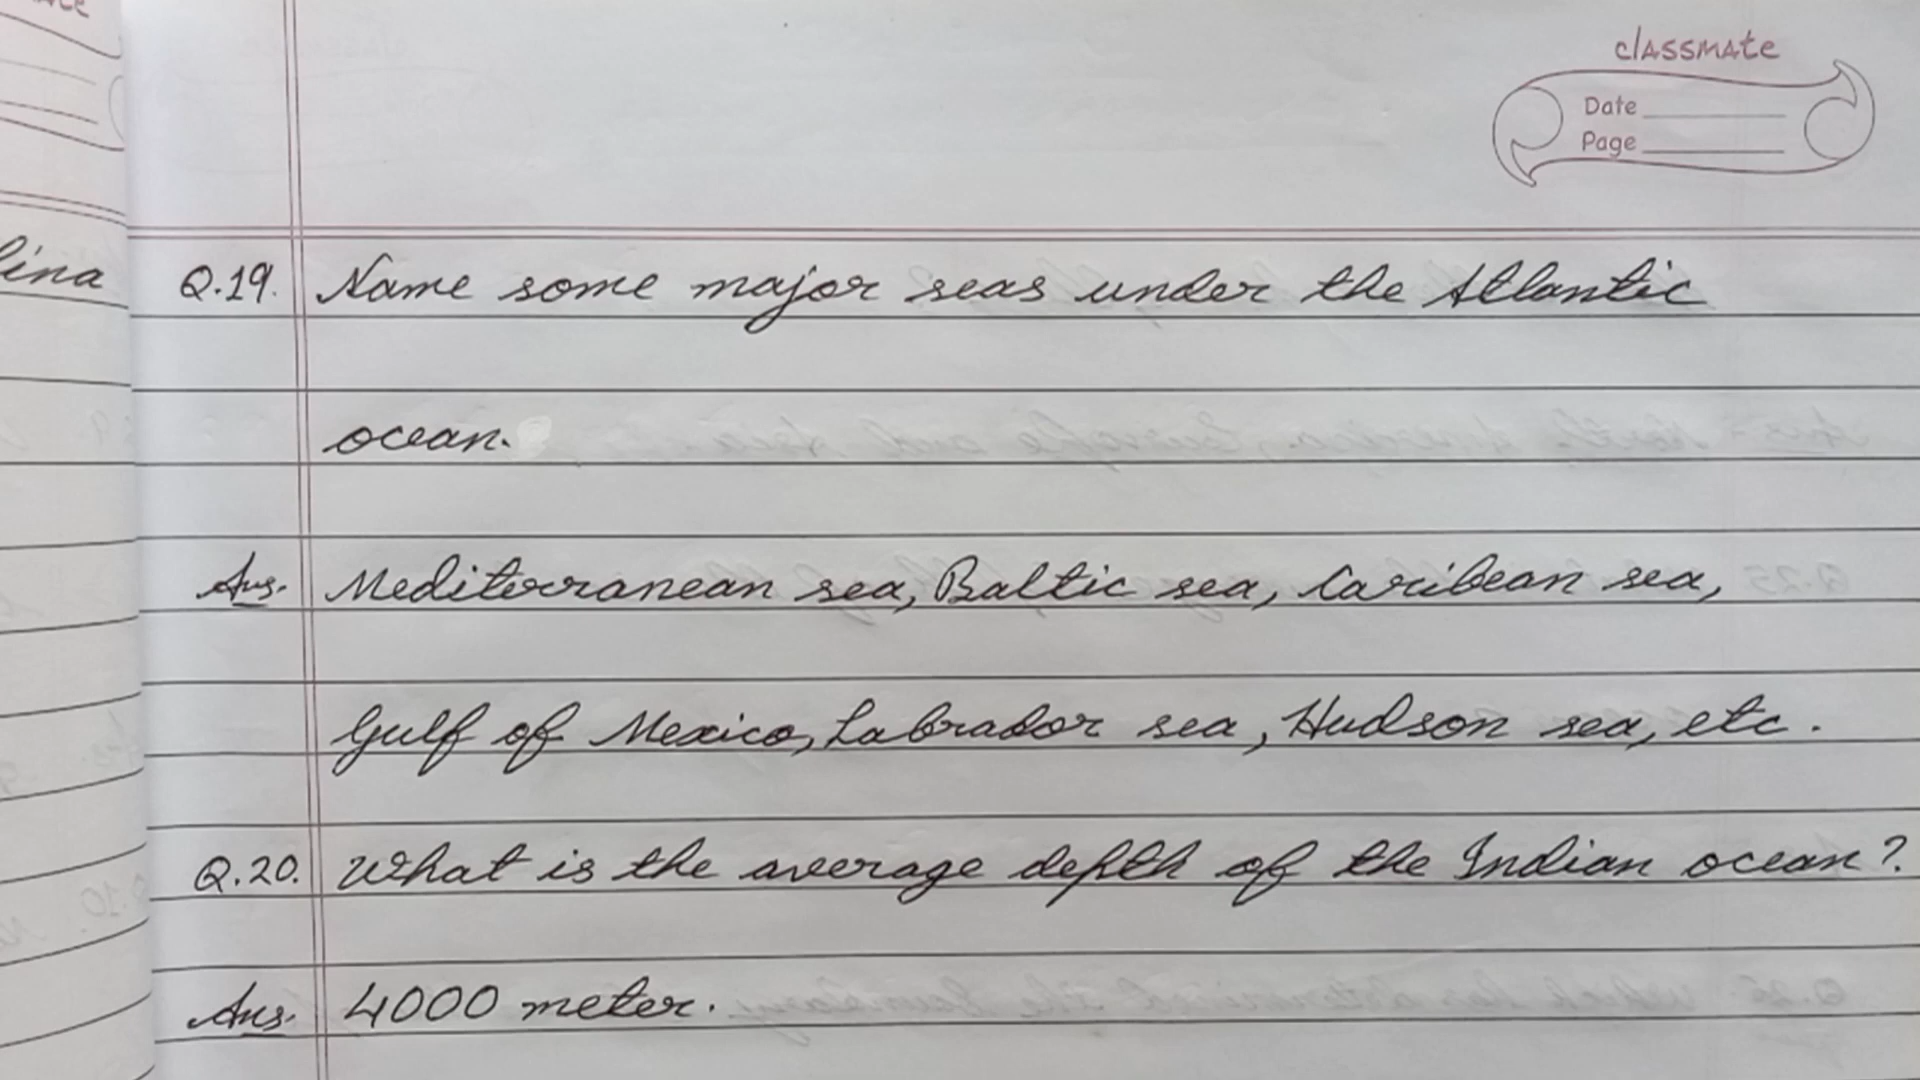 classmate
Date
Page
Q.19. Name some major seas under the Atlantic
ocean.
Ans. Mediterranean sea, Baltic sea, Caribean sea,
Gulf of Mexico, Labrador sea, Hudson sea, etc.
Q.20. What is the average depth of the Indian ocean?
Ans. 4000 meter.